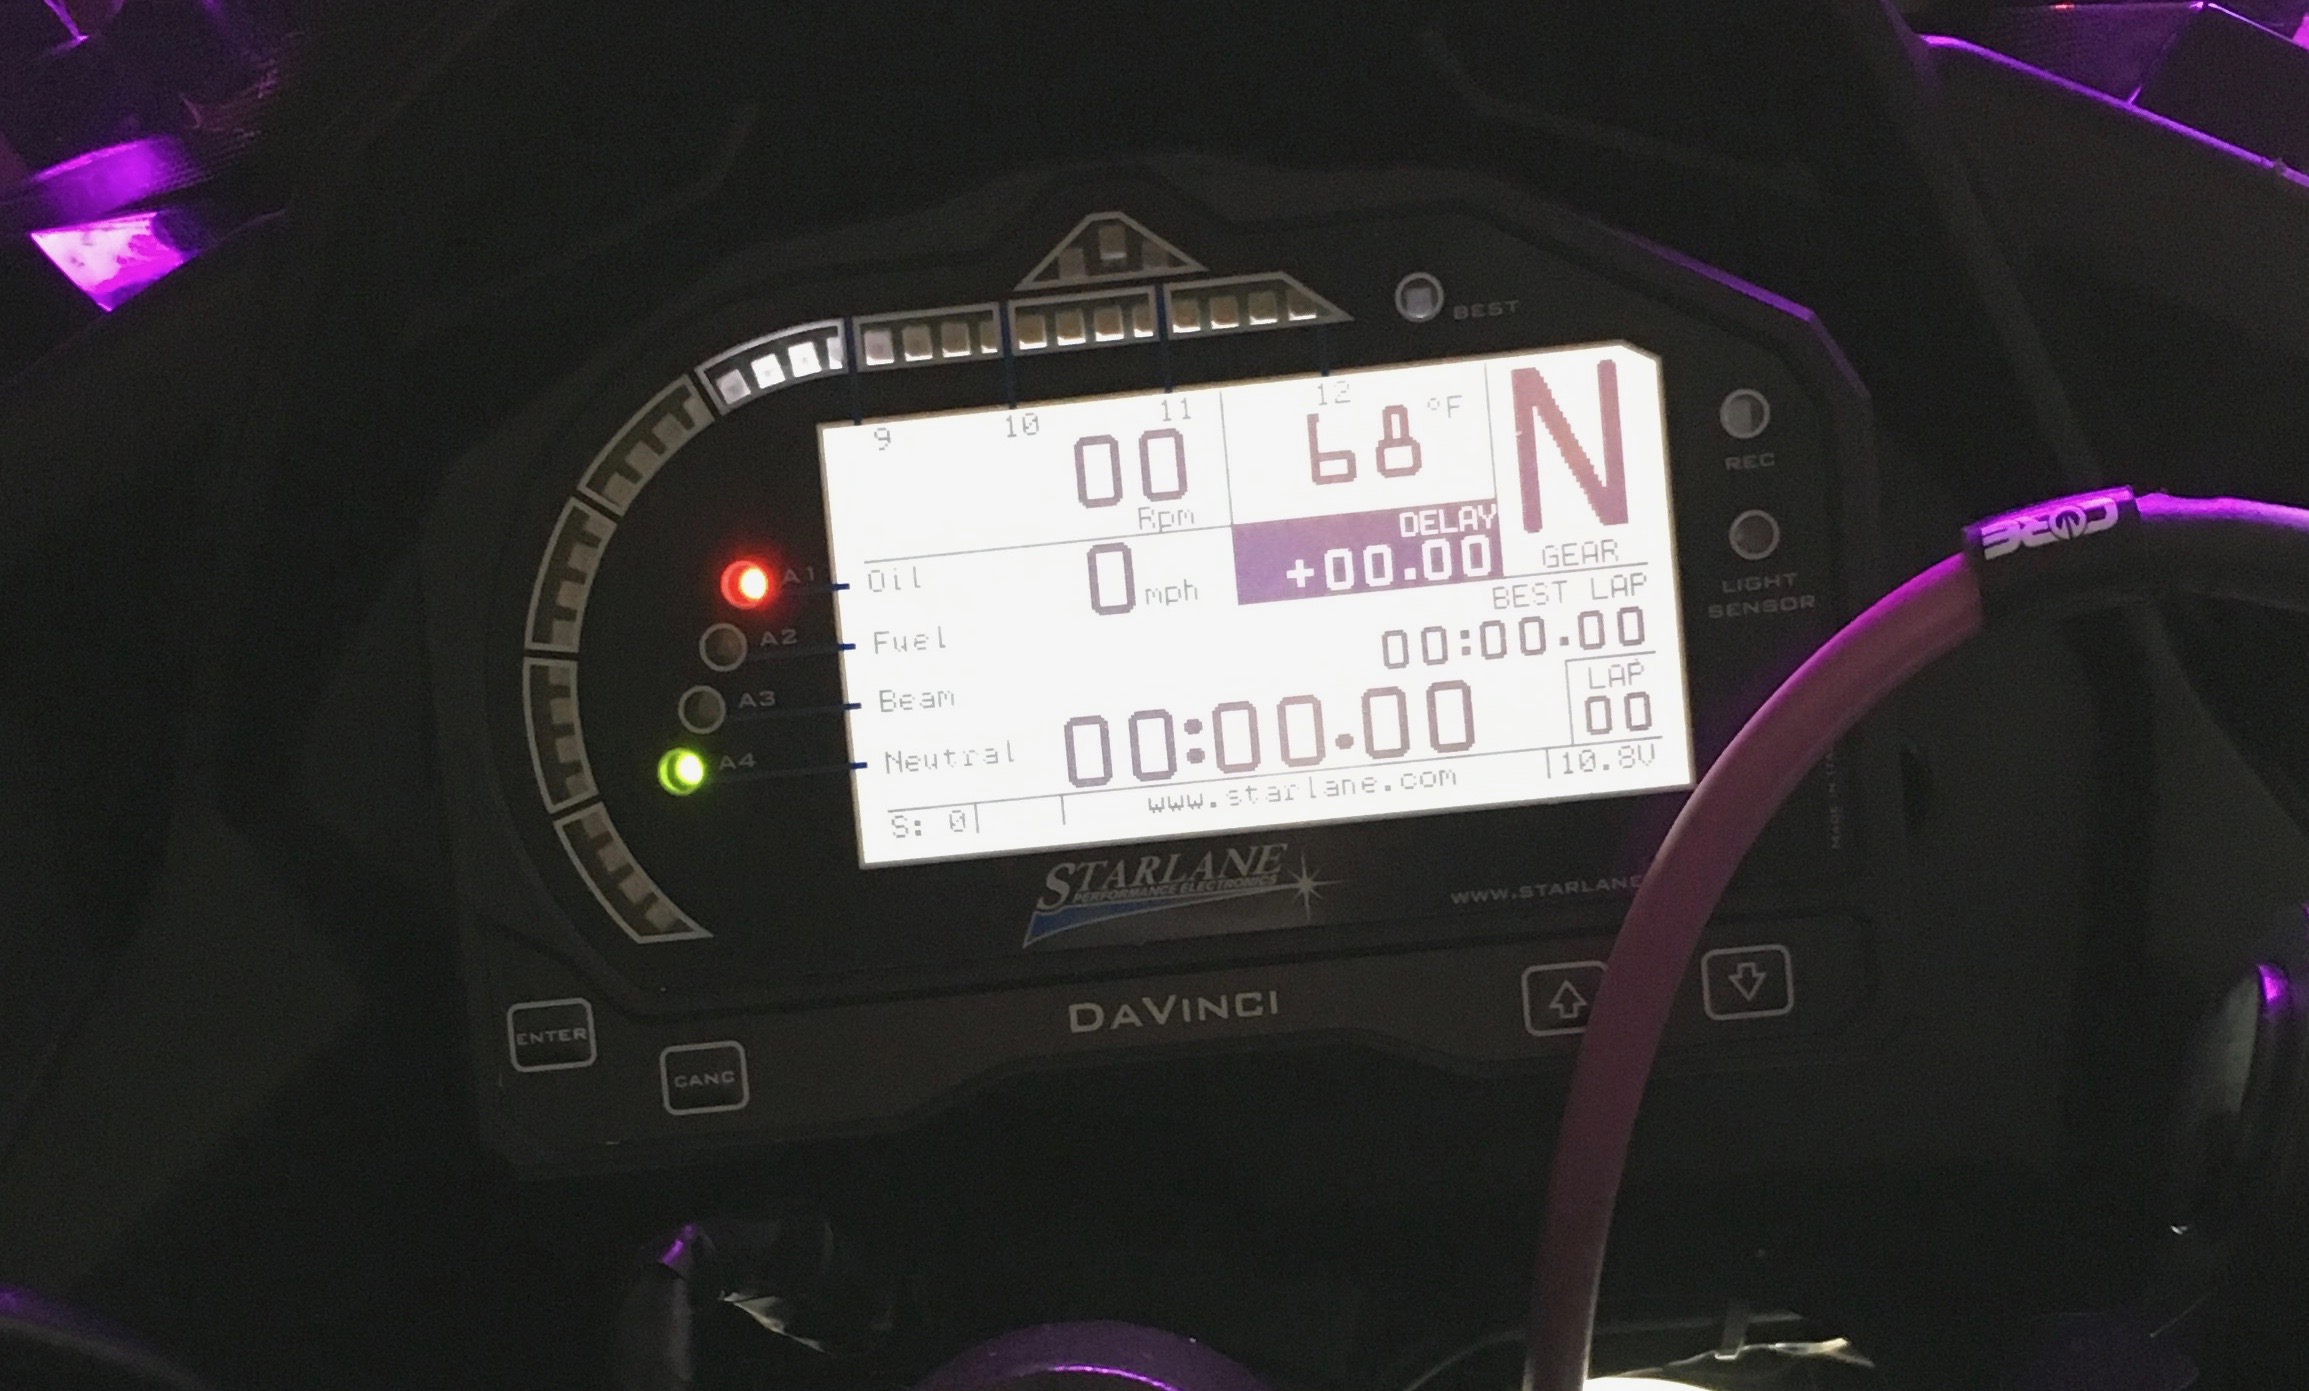 BEST
9 10 11 12
00
Rpm
68 °F
N
GEAR
REC
LIGHT
SENSOR
DELAY
+00.00
A1 Oil
0 mph
BEST LAP
00:00.00
A2 Fuel
A3 Beam
A4 Neutral
00:00.00
LAP
00
S: 0
www.starlane.com
10.8V
STARLANE
PERFORMANCE ELECTRONICS
WWW.STARLANE
DAVINCI
ENTER
CANC
CORE